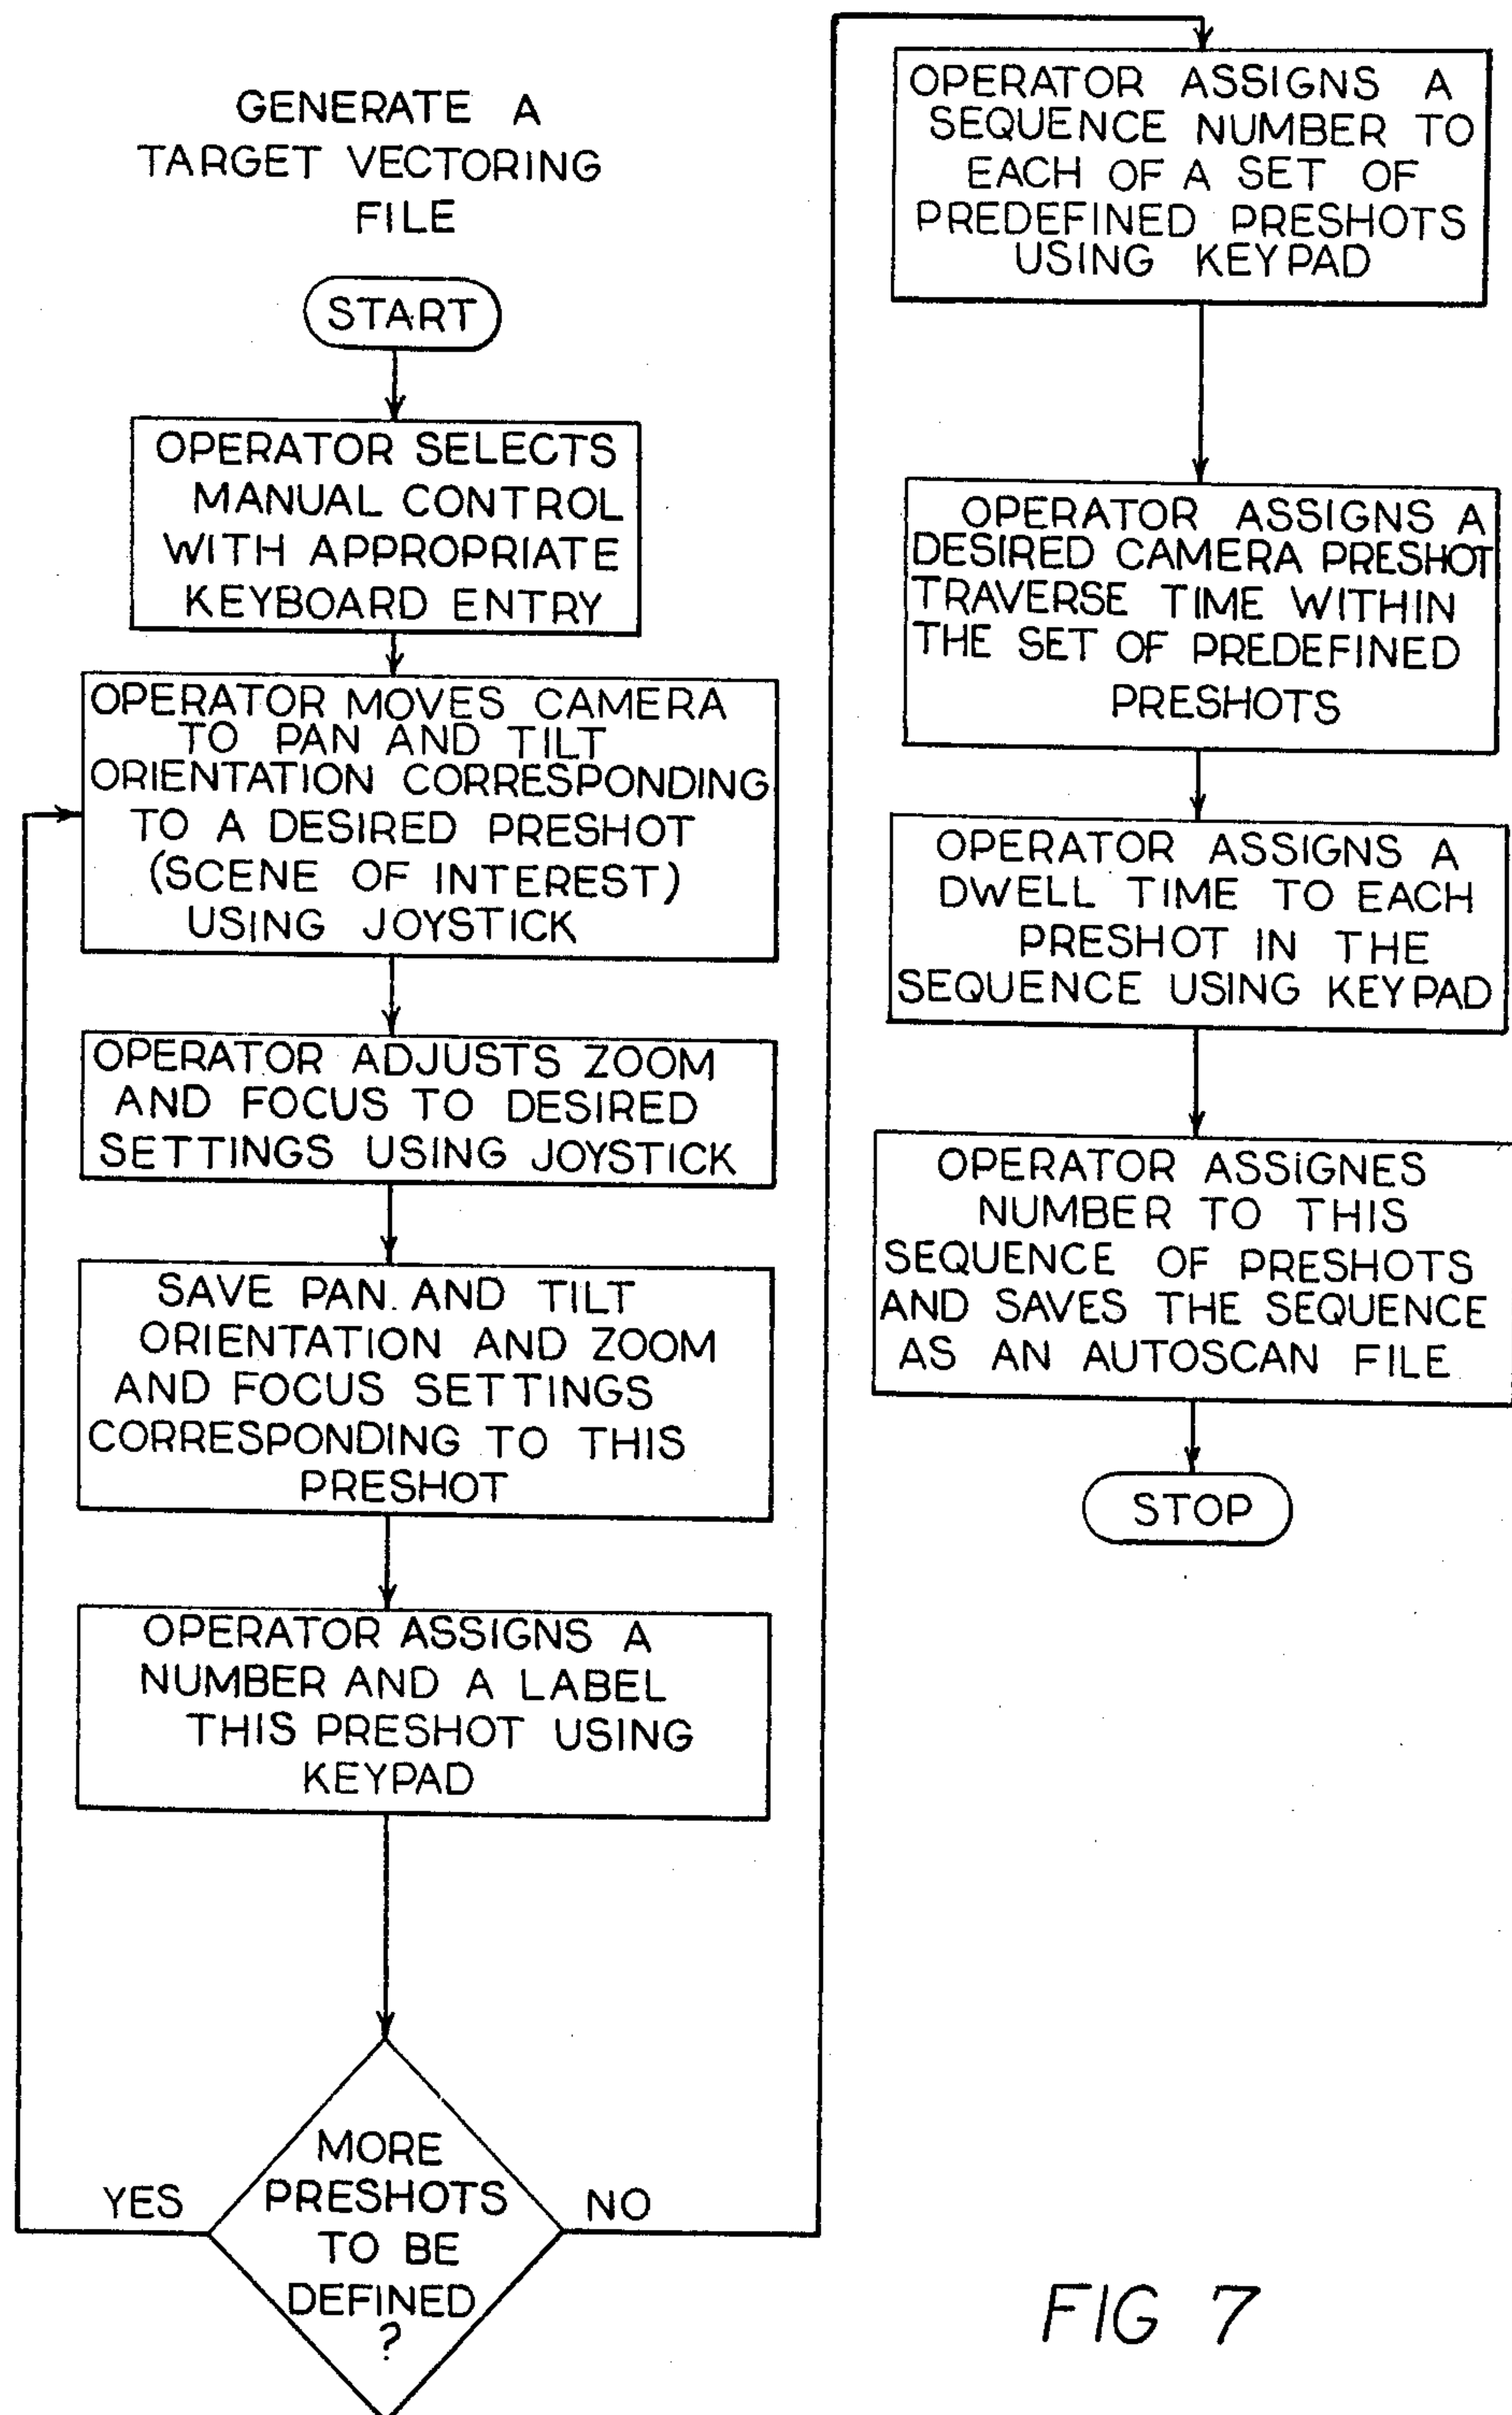 GENERATE A
TARGET VECTORING
FILE
START
OPERATOR SELECTS
MANUAL CONTROL
WITH APPROPRIATE
KEYBOARD ENTRY
OPERATOR MOVES CAMERA
TO PAN AND TILT
ORIENTATION CORRESPONDING
TO A DESIRED PRESHOT
(SCENE OF INTEREST)
USING JOYSTICK
OPERATOR ADJUSTS ZOOM
AND FOCUS TO DESIRED
SETTINGS USING JOYSTICK
SAVE PAN AND TILT
ORIENTATION AND ZOOM
AND FOCUS SETTINGS
CORRESPONDING TO THIS
PRESHOT
OPERATOR ASSIGNS A
NUMBER AND A LABEL
THIS PRESHOT USING
KEYPAD
MORE
PRESHOTS
TO BE
DEFINED
?
YES
NO
OPERATOR ASSIGNS A
SEQUENCE NUMBER TO
EACH OF A SET OF
PREDEFINED PRESHOTS
USING KEYPAD
OPERATOR ASSIGNS A
DESIRED CAMERA PRESHOT
TRAVERSE TIME WITHIN
THE SET OF PREDEFINED
PRESHOTS
OPERATOR ASSIGNS A
DWELL TIME TO EACH
PRESHOT IN THE
SEQUENCE USING KEYPAD
OPERATOR ASSIGNES
NUMBER TO THIS
SEQUENCE OF PRESHOTS
AND SAVES THE SEQUENCE
AS AN AUTOSCAN FILE
STOP
FIG 7